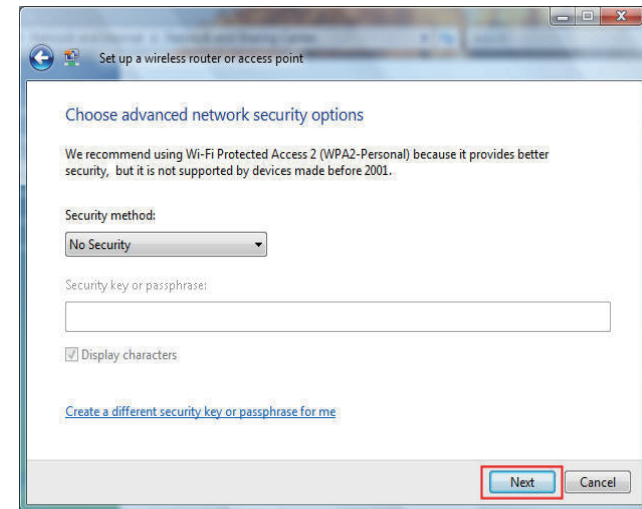 Set up a wireless router or access point
Choose advanced network security options
We recommend using Wi-Fi Protected Access 2 (WPA2-Personal) because it provides better
security, but it is not supported by devices made before 2001.
Security method:
No Security
Security key or passphrase:
Display characters
Create a different security key or passphrase for me
Next Cancel